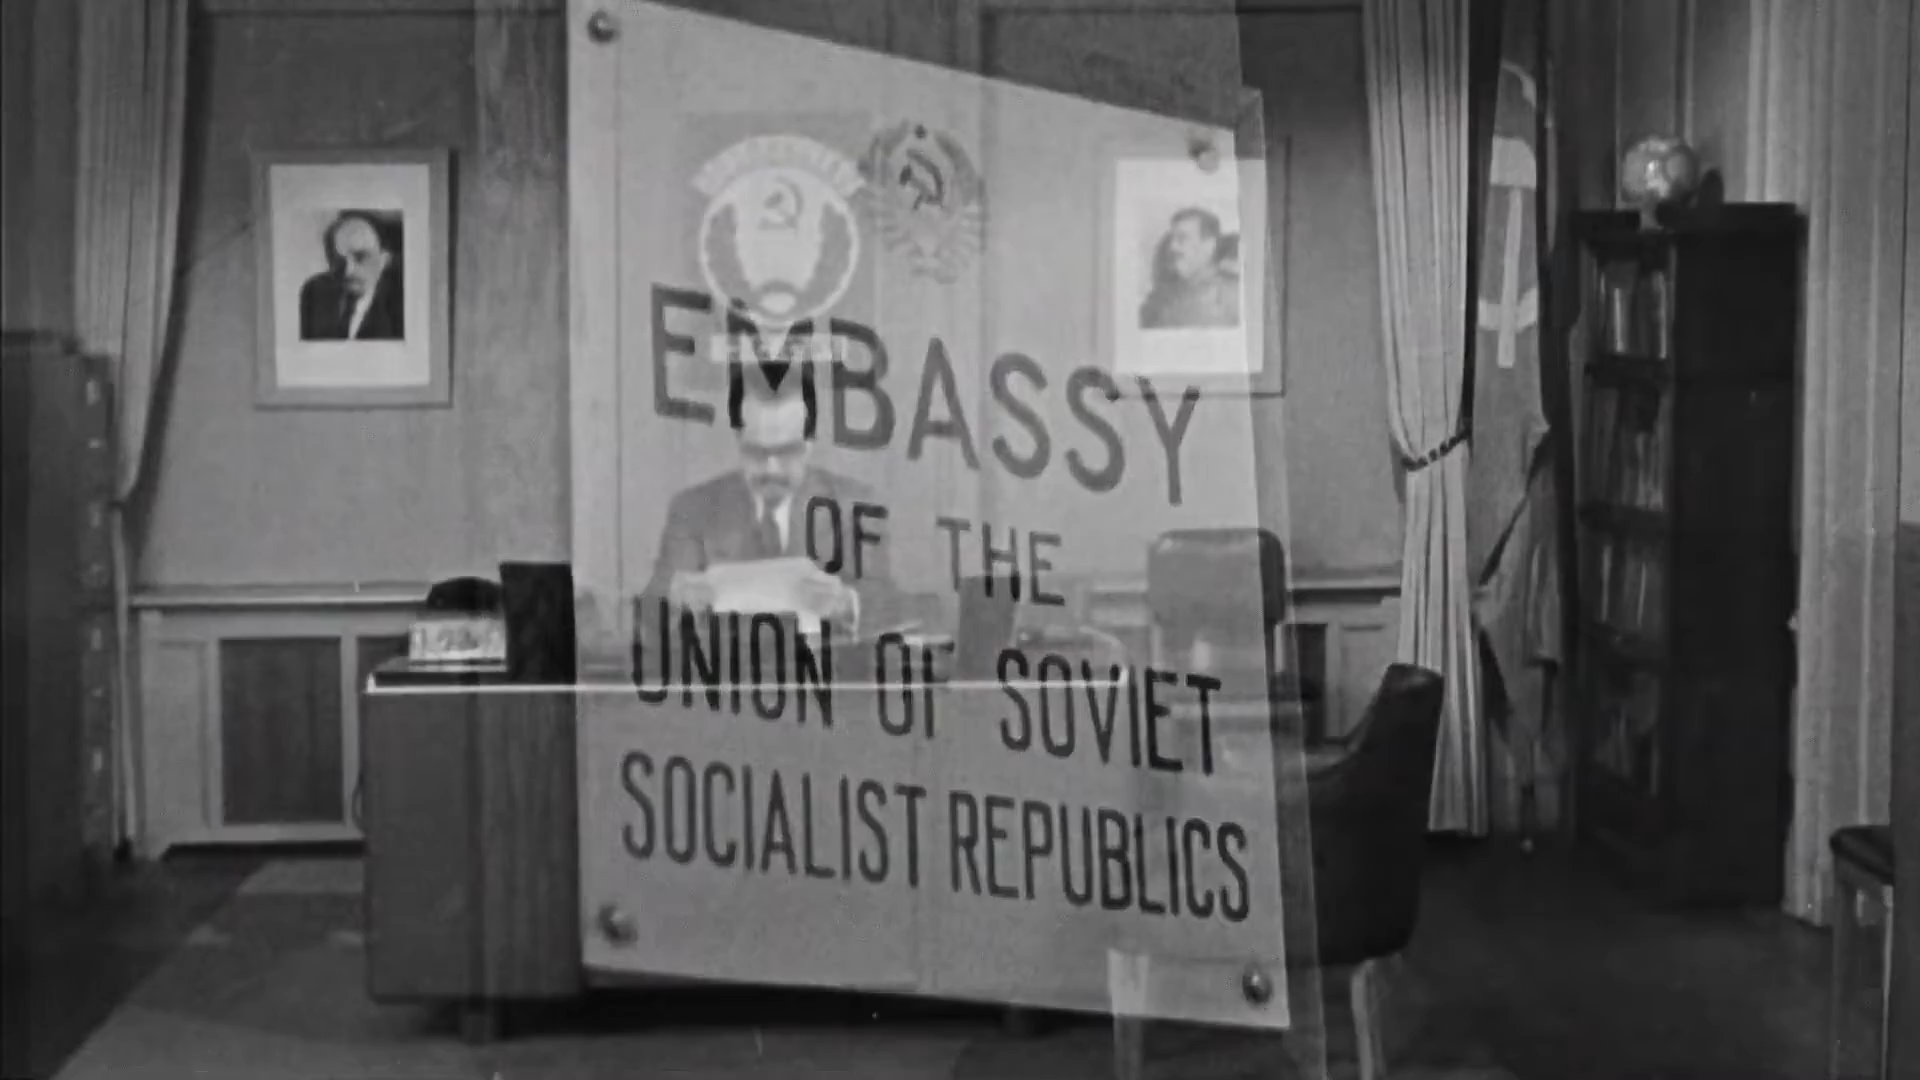 EMBASSY
OF THE
UNION OF SOVIET
SOCIALIST REPUBLICS